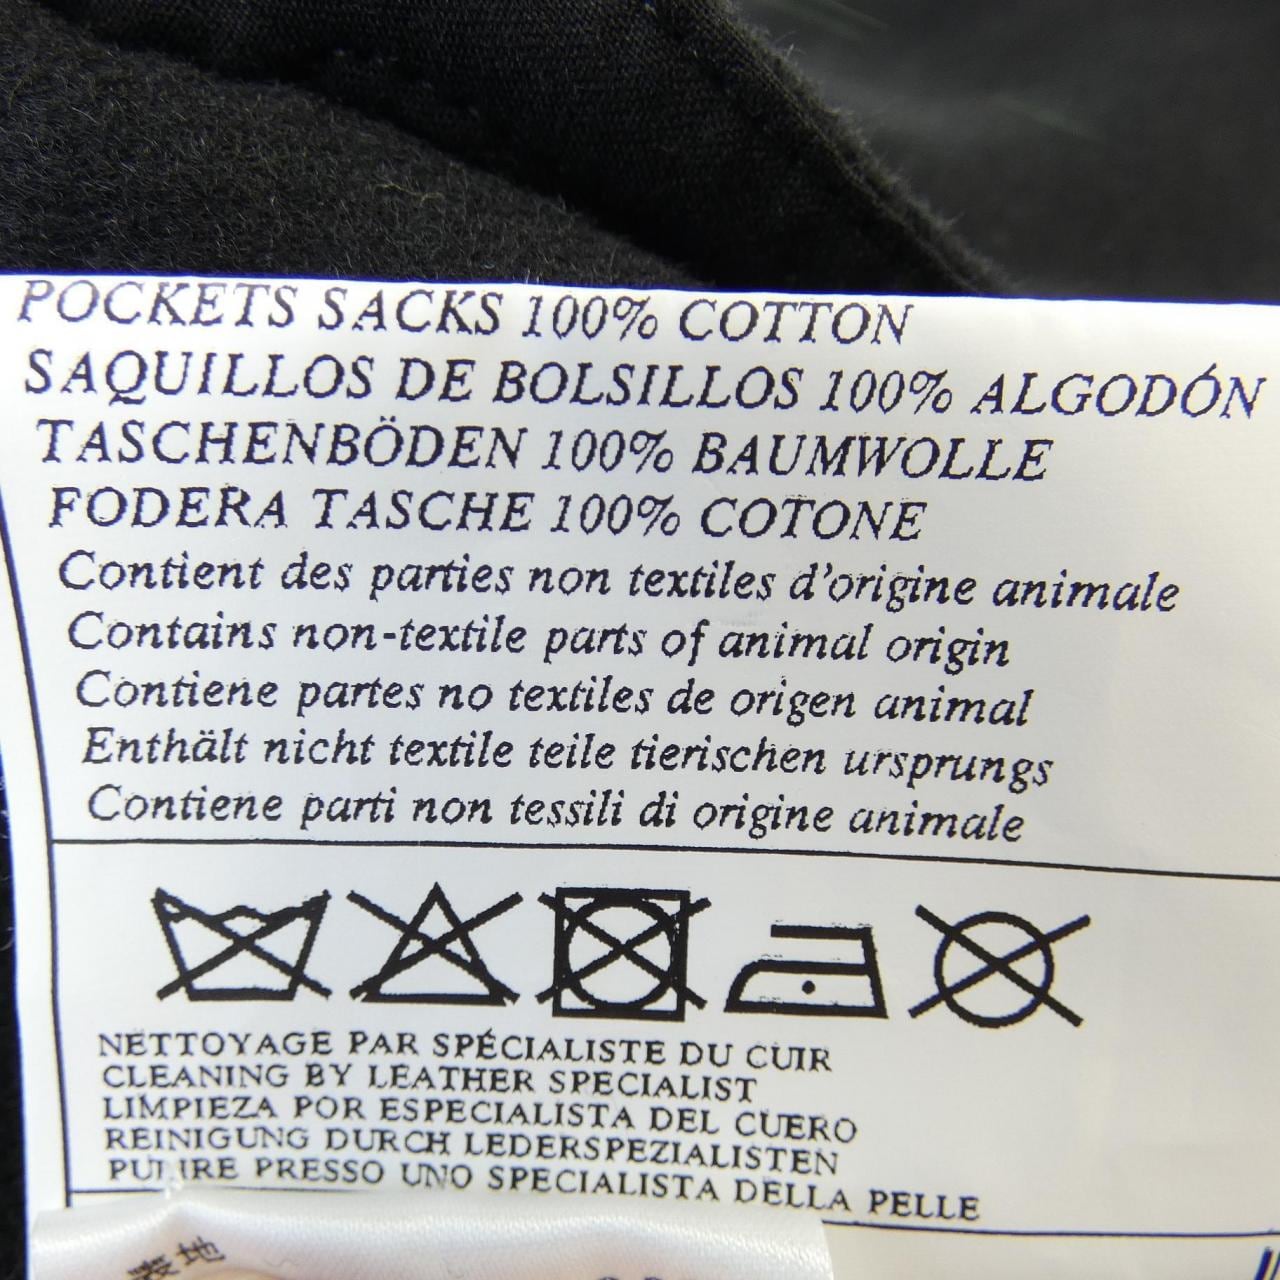 POCKETS SACKS 100% COTTON
SAQUILLOS DE BOLSILLOS 100% ALGODÓN
TASCHENBÖDEN 100% BAUMWOLLE
FODERA TASCHE 100% COTONE
Contient des parties non textiles d'origine animale
Contains non-textile parts of animal origin
Contiene partes no textiles de origen animal
Enthält nicht textile teile tierischen ursprungs
Contiene parti non tessili di origine animale
NETTOYAGE PAR SPÉCIALISTE DU CUIR
CLEANING BY LEATHER SPECIALIST
LIMPIEZA POR ESPECIALISTA DEL CUERO
REINIGUNG DURCH LEDERSPEZIALISTEN
PULIRE PRESSO UNO SPECIALISTA DELLA PELLE